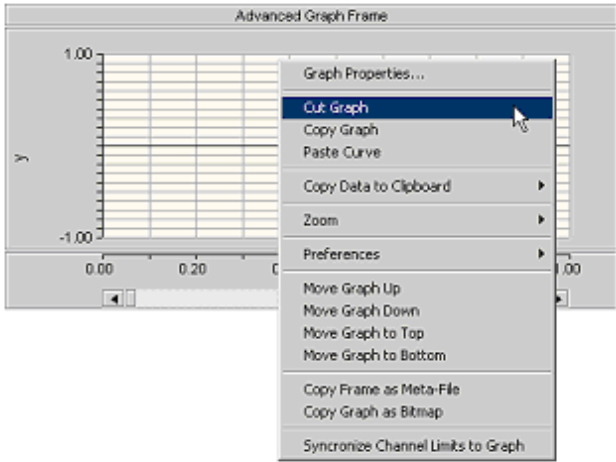 Advanced Graph Frame
1.00
Graph Properties...
Cut Graph
Copy Graph
Paste Curve
y
Copy Data to Clipboard
Zoom
-1.00
Preferences
0.00
0.20
1.00
Move Graph Up
Move Graph Down
Move Graph to Top
Move Graph to Bottom
Copy Frame as Meta-File
Copy Graph as Bitmap
Syncronize Channel Limits to Graph